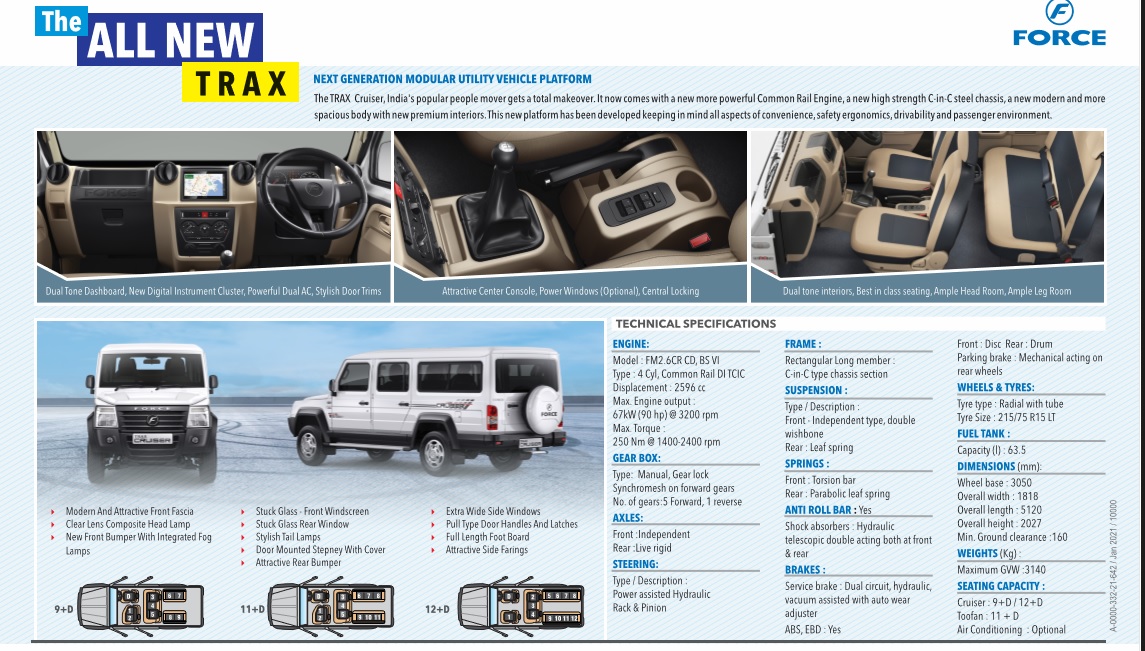 The
ALL NEW
TRAX
FORCE
NEXT GENERATION MODULAR UTILITY VEHICLE PLATFORM
The TRAX Cruiser, India's popular people mover gets a total makeover. It now comes with a new more powerful Common Rail Engine, a new high strength C-in-C steel chassis, a new modern and more
spacious body with new premium interiors. This new platform has been developed keeping in mind all aspects of convenience, safety ergonomics, drivability and passenger environment.
Dual Tone Dashboard, New Digital Instrument Cluster, Powerful Dual AC, Stylish Door Trims
Attractive Center Console, Power Windows (Optional), Central Locking
Dual tone interiors, Best in class seating, Ample Head Room, Ample Leg Room
FORCE
CRUISER
FORCE
Modern And Attractive Front Fascia
Clear Lens Composite Head Lamp
New Front Bumper With Integrated Fog
Lamps
Stuck Glass - Front Windscreen
Stuck Glass Rear Window
Stylish Tail Lamps
Door Mounted Stepney With Cover
Attractive Rear Bumper
Extra Wide Side Windows
Pull Type Door Handles And Latches
Full Length Foot Board
Attractive Side Farings
9+D
11+D
12+D
TECHNICAL SPECIFICATIONS
ENGINE:
Model : FM2.6CR CD, BS VI
Type : 4 Cyl, Common Rail DI TCIC
Displacement : 2596 cc
Max. Engine output :
67kW (90 hp) @ 3200 rpm
Max. Torque :
250 Nm @ 1400-2400 rpm
GEAR BOX:
Type: Manual, Gear lock
Synchromesh on forward gears
No. of gears:5 Forward, 1 reverse
AXLES:
Front :Independent
Rear :Live rigid
STEERING:
Type / Description :
Power assisted Hydraulic
Rack & Pinion
FRAME :
Rectangular Long member :
C-in-C type chassis section
SUSPENSION :
Type / Description :
Front - Independent type, double
wishbone
Rear : Leaf spring
SPRINGS :
Front : Torsion bar
Rear : Parabolic leaf spring
ANTI ROLL BAR : Yes
Shock absorbers : Hydraulic
telescopic double acting both at front
& rear
BRAKES :
Service brake : Dual circuit, hydraulic,
vacuum assisted with auto wear
adjuster
ABS, EBD : Yes
Front : Disc Rear : Drum
Parking brake : Mechanical acting on
rear wheels
WHEELS & TYRES:
Tyre type : Radial with tube
Tyre Size : 215/75 R15 LT
FUEL TANK :
Capacity (l) : 63.5
DIMENSIONS (mm):
Wheel base : 3050
Overall width : 1818
Overall length : 5120
Overall height : 2027
Min. Ground clearance :160
WEIGHTS (Kg) :
Maximum GVW :3140
SEATING CAPACITY :
Cruiser : 9+D / 12+D
Toofan : 11 + D
Air Conditioning : Optional
A-0000-332-21-642 / Jan 2021 / 10000